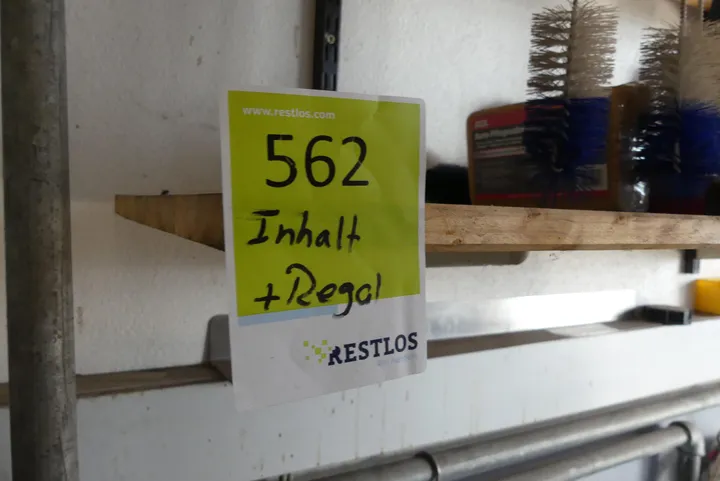 www.restlos.com
562
Inhalt
+ Regal
RESTLOS